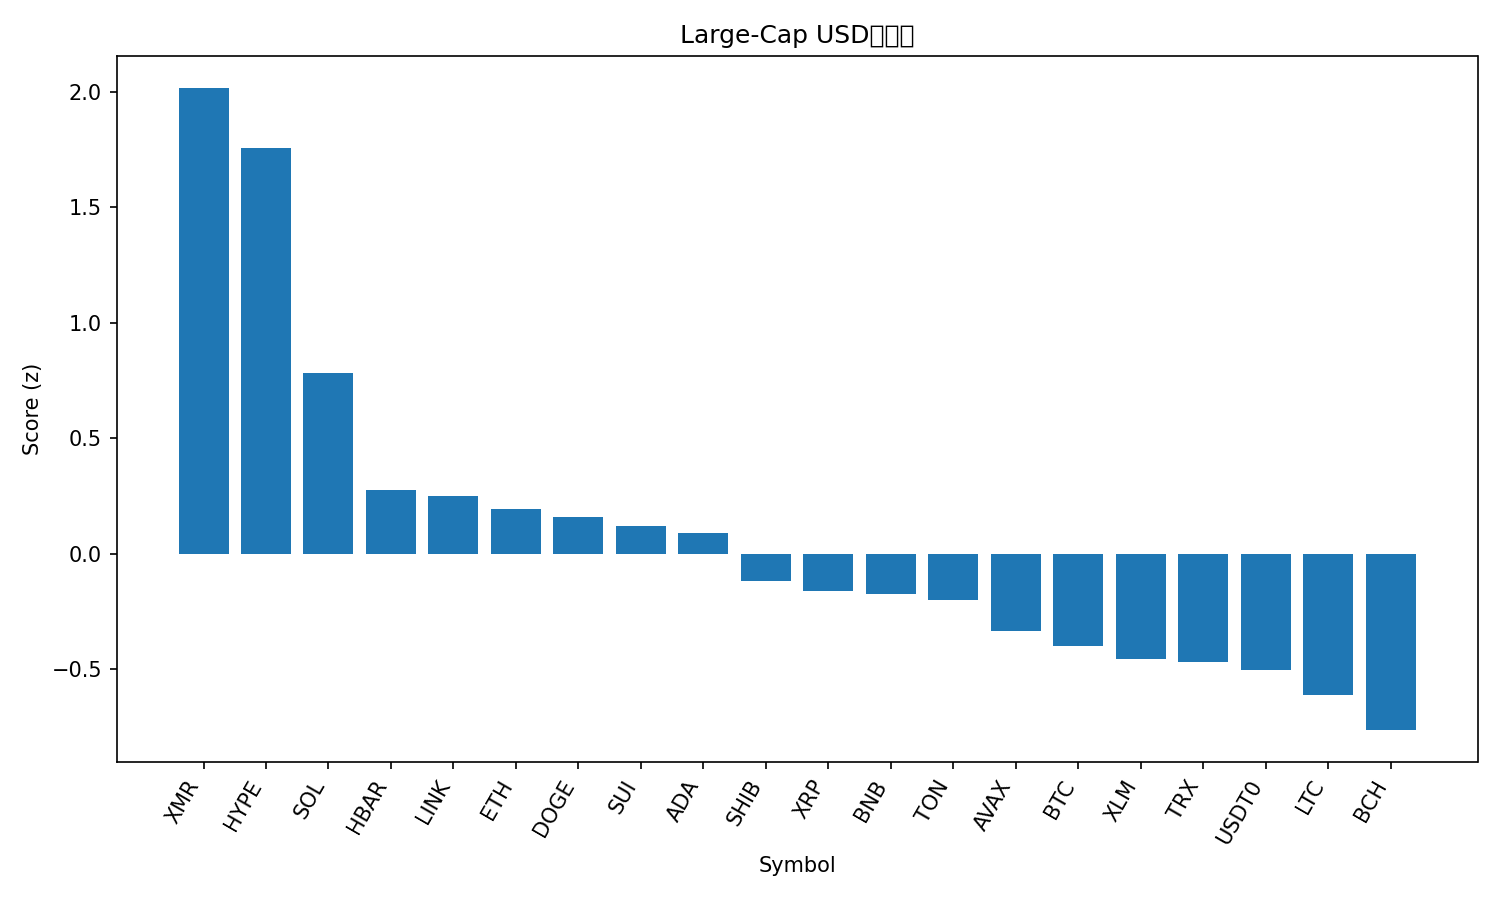 Large-Cap USD
2.0
1.5
1.0
0.5
0.0
−0.5
Score (z)
XMR
HYPE
SOL
HBAR
LINK
ETH
DOGE
SUI
ADA
SHIB
XRP
BNB
TON
AVAX
BTC
XLM
TRX
USDT0
LTC
BCH
Symbol